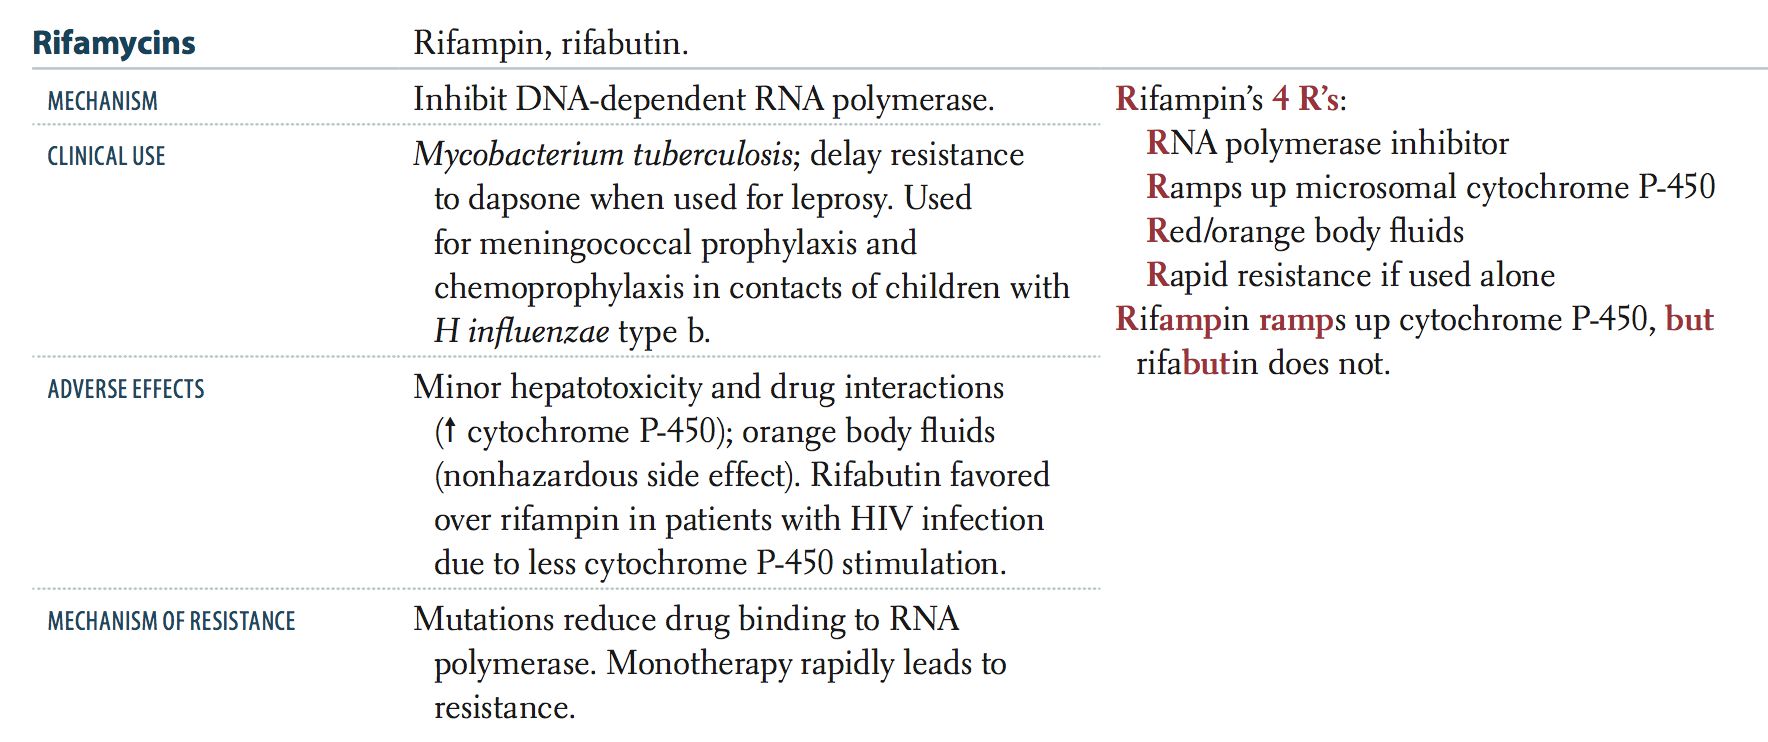 Rifamycins Rifampin, rifabutin.
MECHANISM Inhibit DNA-dependent RNA polymerase.
CLINICAL USE Mycobacterium tuberculosis; delay resistance
to dapsone when used for leprosy. Used
for meningococcal prophylaxis and
chemoprophylaxis in contacts of children with
H influenzae type b.
ADVERSE EFFECTS Minor hepatotoxicity and drug interactions
(↑ cytochrome P-450); orange body fluids
(nonhazardous side effect). Rifabutin favored
over rifampin in patients with HIV infection
due to less cytochrome P-450 stimulation.
MECHANISM OF RESISTANCE Mutations reduce drug binding to RNA
polymerase. Monotherapy rapidly leads to
resistance.
Rifampin’s 4 R’s:
RNA polymerase inhibitor
Ramps up microsomal cytochrome P-450
Red/orange body fluids
Rapid resistance if used alone
Rifampin ramps up cytochrome P-450, but
rifabutin does not.